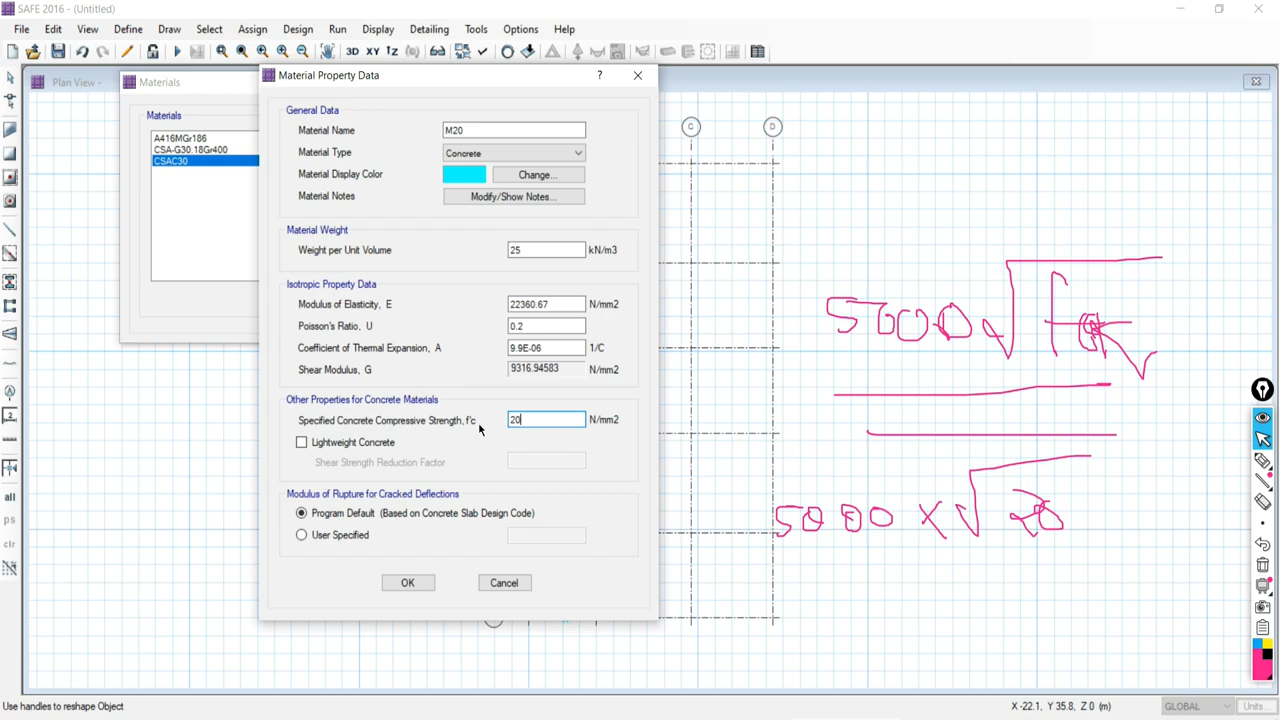 SAFE 2016 - (Untitled)
File Edit View Define Draw Select Assign Design Run Display Detailing Tools Options Help
3D XY
Plan View -
Materials
Materials
A416MGr186
CSA-G30.18Gr400
CSAC30
Material Property Data
?
General Data
Material Name M20
Material Type Concrete
Material Display Color Change...
Material Notes Modify/Show Notes...
Material Weight
Weight per Unit Volume 25 kN/m3
Isotropic Property Data
Modulus of Elasticity, E 22360.67 N/mm2
Poisson's Ratio, U 0.2
Coefficient of Thermal Expansion, A 9.9E-06 1/C
Shear Modulus, G 9316.94583 N/mm2
Other Properties for Concrete Materials
Specified Concrete Compressive Strength, f'c 20 N/mm2
Lightweight Concrete
Shear Strength Reduction Factor
Modulus of Rupture for Cracked Deflections
Program Default (Based on Concrete Slab Design Code)
User Specified
OK Cancel
C D
5000√fck
5000 x √20
all
ps
clr
Use handles to reshape Object
X -22.1, Y 35.8, Z 0 (m)
GLOBAL
Units...